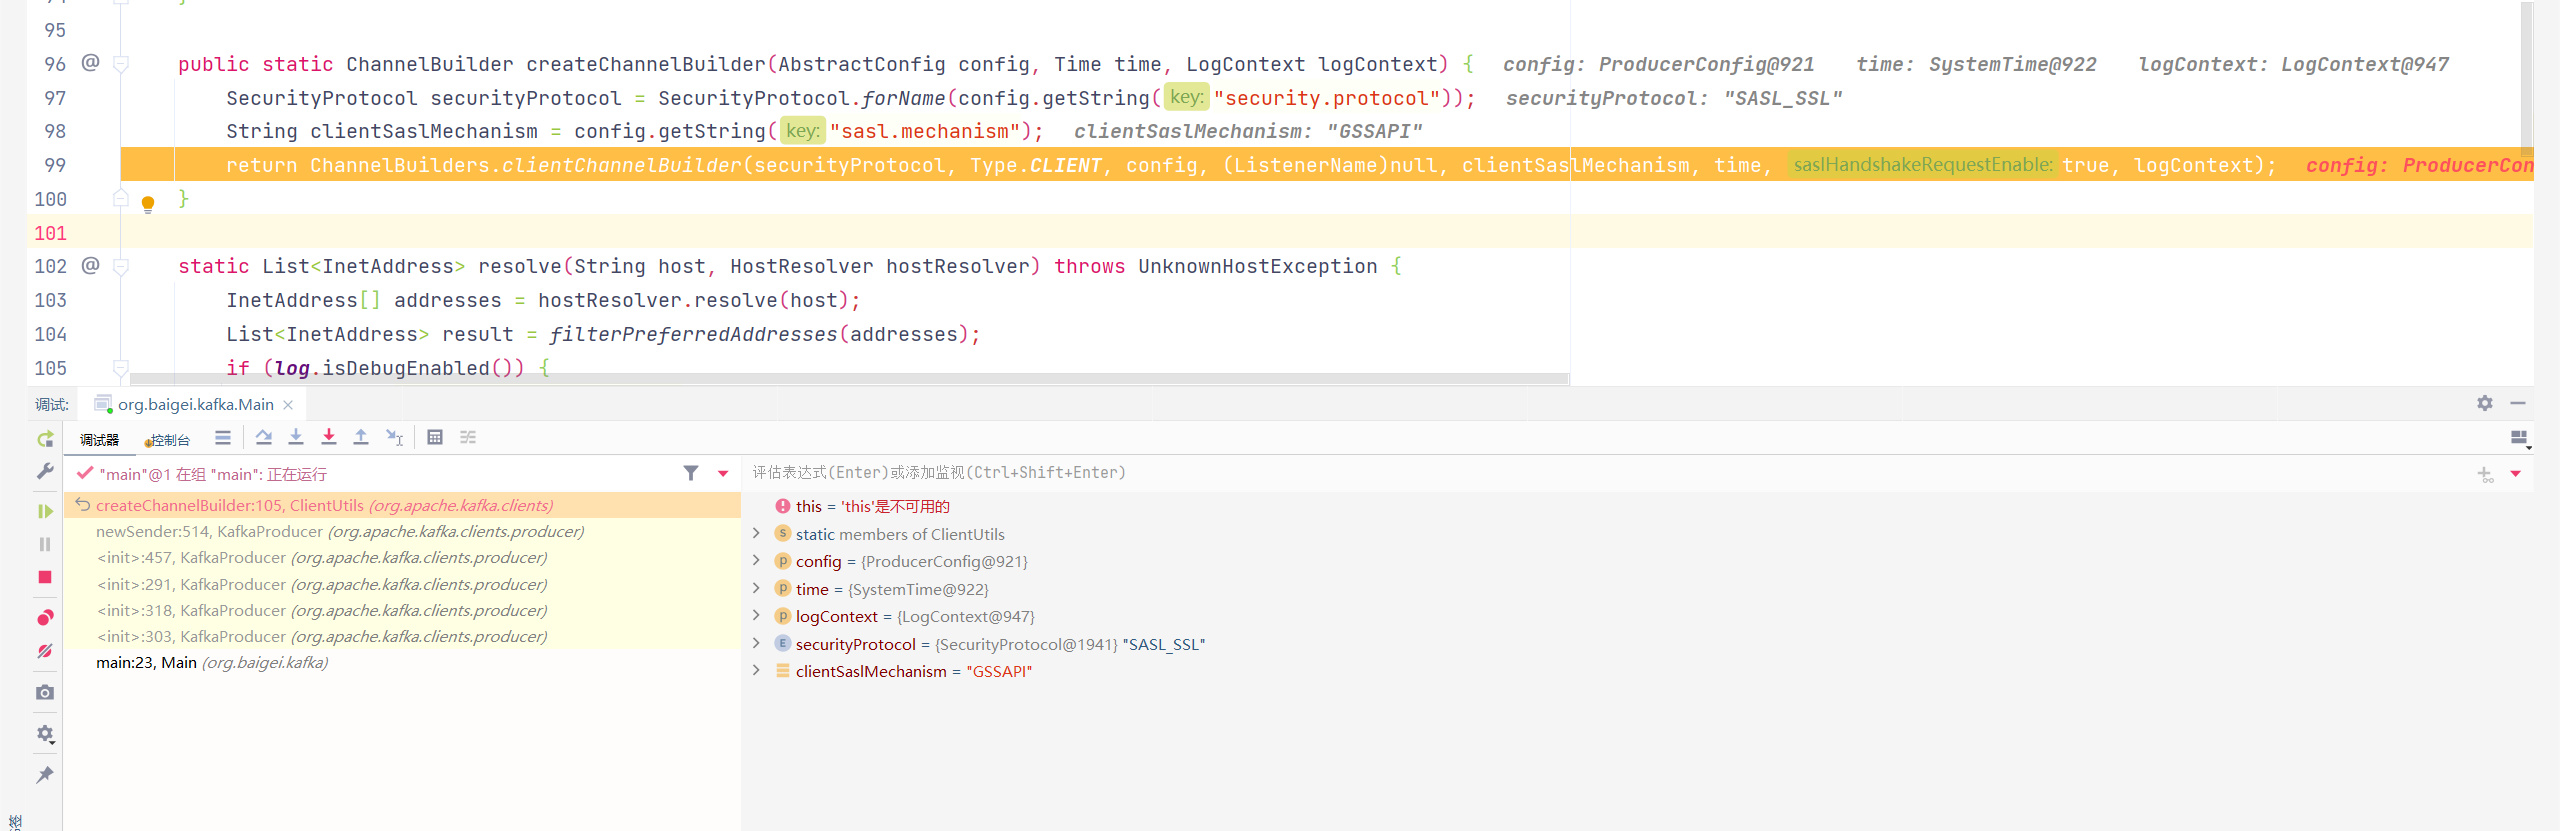 95
96 @ public static ChannelBuilder createChannelBuilder(AbstractConfig config, Time time, LogContext logContext) { config: ProducerConfig@921 time: SystemTime@922 logContext: LogContext@947
97 SecurityProtocol securityProtocol = SecurityProtocol.forName(config.getString(key: "security.protocol")); securityProtocol: "SASL_SSL"
98 String clientSaslMechanism = config.getString(key: "sasl.mechanism"); clientSaslMechanism: "GSSAPI"
99 return ChannelBuilders.clientChannelBuilder(securityProtocol, Type.CLIENT, config, (ListenerName)null, clientSaslMechanism, time, saslHandshakeRequestEnable: true, logContext); config: ProducerCon
100 }
101
102 @ static List<InetAddress> resolve(String host, HostResolver hostResolver) throws UnknownHostException {
103 InetAddress[] addresses = hostResolver.resolve(host);
104 List<InetAddress> result = filterPreferredAddresses(addresses);
105 if (log.isDebugEnabled()) {
调试: org.baigei.kafka.Main
调试器 控制台
"main"@1 在组 "main": 正在运行
createChannelBuilder:105, ClientUtils (org.apache.kafka.clients)
newSender:514, KafkaProducer (org.apache.kafka.clients.producer)
<init>:457, KafkaProducer (org.apache.kafka.clients.producer)
<init>:291, KafkaProducer (org.apache.kafka.clients.producer)
<init>:318, KafkaProducer (org.apache.kafka.clients.producer)
<init>:303, KafkaProducer (org.apache.kafka.clients.producer)
main:23, Main (org.baigei.kafka)
评估表达式(Enter)或添加监视(Ctrl+Shift+Enter)
this = 'this'是不可用的
static members of ClientUtils
config = {ProducerConfig@921}
time = {SystemTime@922}
logContext = {LogContext@947}
securityProtocol = {SecurityProtocol@1941} "SASL_SSL"
clientSaslMechanism = "GSSAPI"